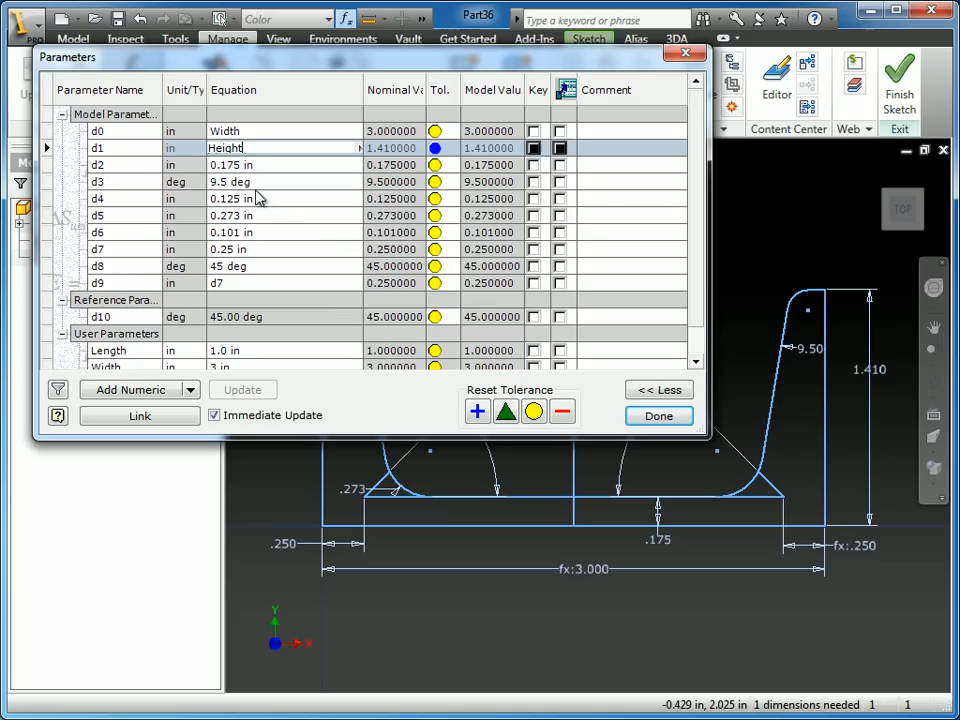 Color
fx
Part36
Type a keyword or phrase
PRO
Model Inspect Tools Manage View Environments Vault Get Started Add-Ins Sketch Alias 3DA
Parameters
Parameter Name Unit/Ty Equation Nominal Va Tol. Model Valu Key Comment
Model Paramet...
d0 in Width 3.000000 3.000000
d1 in Height 1.410000 1.410000
d2 in 0.175 in 0.175000 0.175000
d3 deg 9.5 deg 9.500000 9.500000
d4 in 0.125 in 0.125000 0.125000
d5 in 0.273 in 0.273000 0.273000
d6 in 0.101 in 0.101000 0.101000
d7 in 0.25 in 0.250000 0.250000
d8 deg 45 deg 45.000000 45.000000
d9 in d7 0.250000 0.250000
Reference Para...
d10 deg 45.00 deg 45.000000 45.000000
User Parameters
Length in 1.0 in 1.000000 1.000000
Width in 3 in 3.000000 3.000000
Add Numeric Update Reset Tolerance << Less
Link Immediate Update Done
Editor
Finish
Sketch
Content Center Web Exit
TOP
9.50
1.410
.273
.175
.250
fx:.250
fx:3.000
Y
X
-0.429 in, 2.025 in 1 dimensions needed 1 1